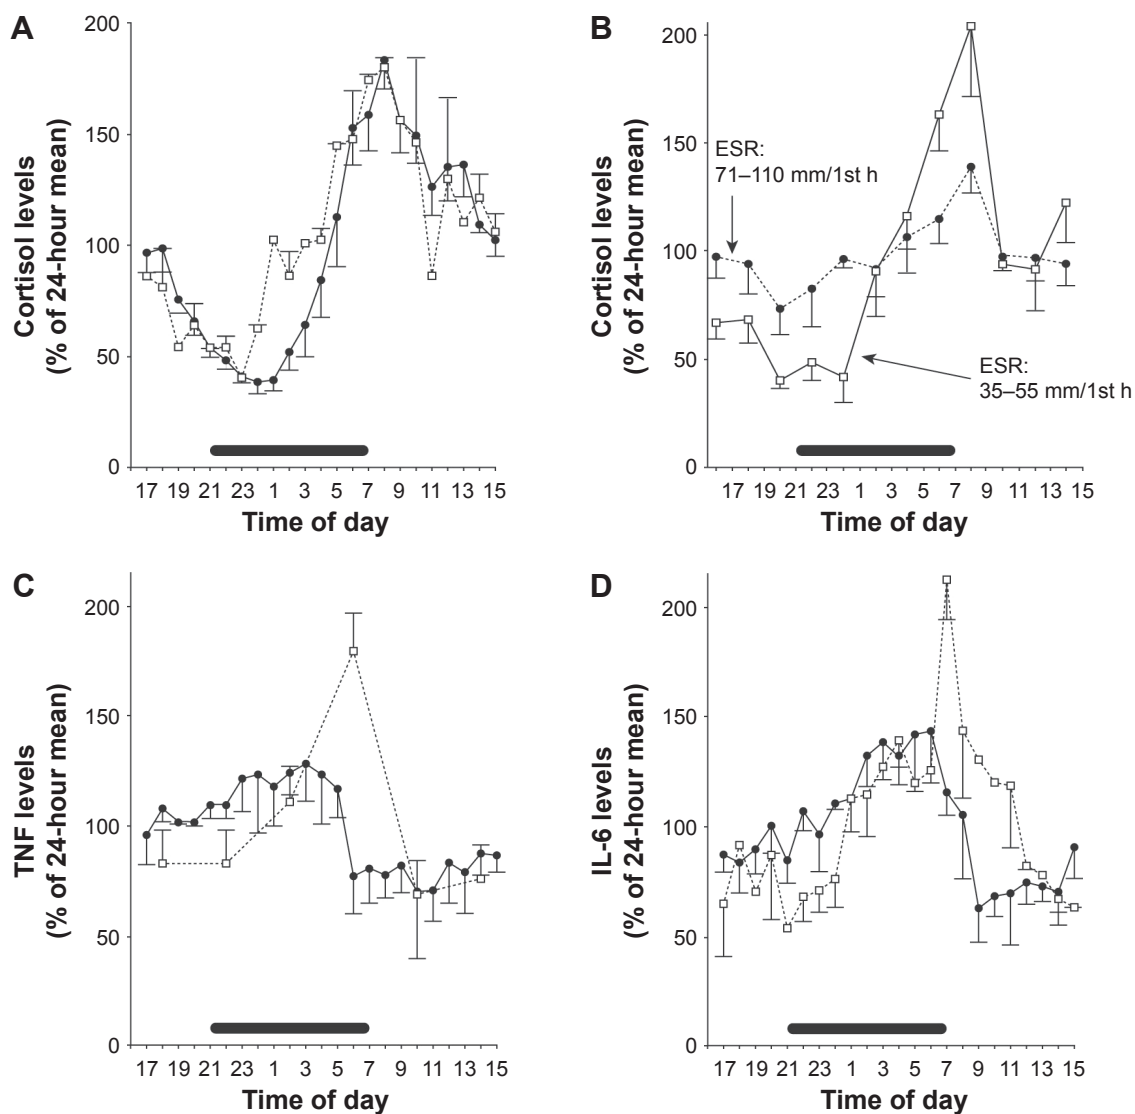 A
Cortisol levels
(% of 24-hour mean)
200
150
100
50
0
17 19 21 23 1 3 5 7 9 11 13 15
Time of day
B
Cortisol levels
(% of 24-hour mean)
200
150
100
50
0
ESR:
71–110 mm/1st h
ESR:
35–55 mm/1st h
17 19 21 23 1 3 5 7 9 11 13 15
Time of day
C
TNF levels
(% of 24-hour mean)
200
150
100
50
0
17 19 21 23 1 3 5 7 9 11 13 15
Time of day
D
IL-6 levels
(% of 24-hour mean)
200
150
100
50
0
17 19 21 23 1 3 5 7 9 11 13 15
Time of day